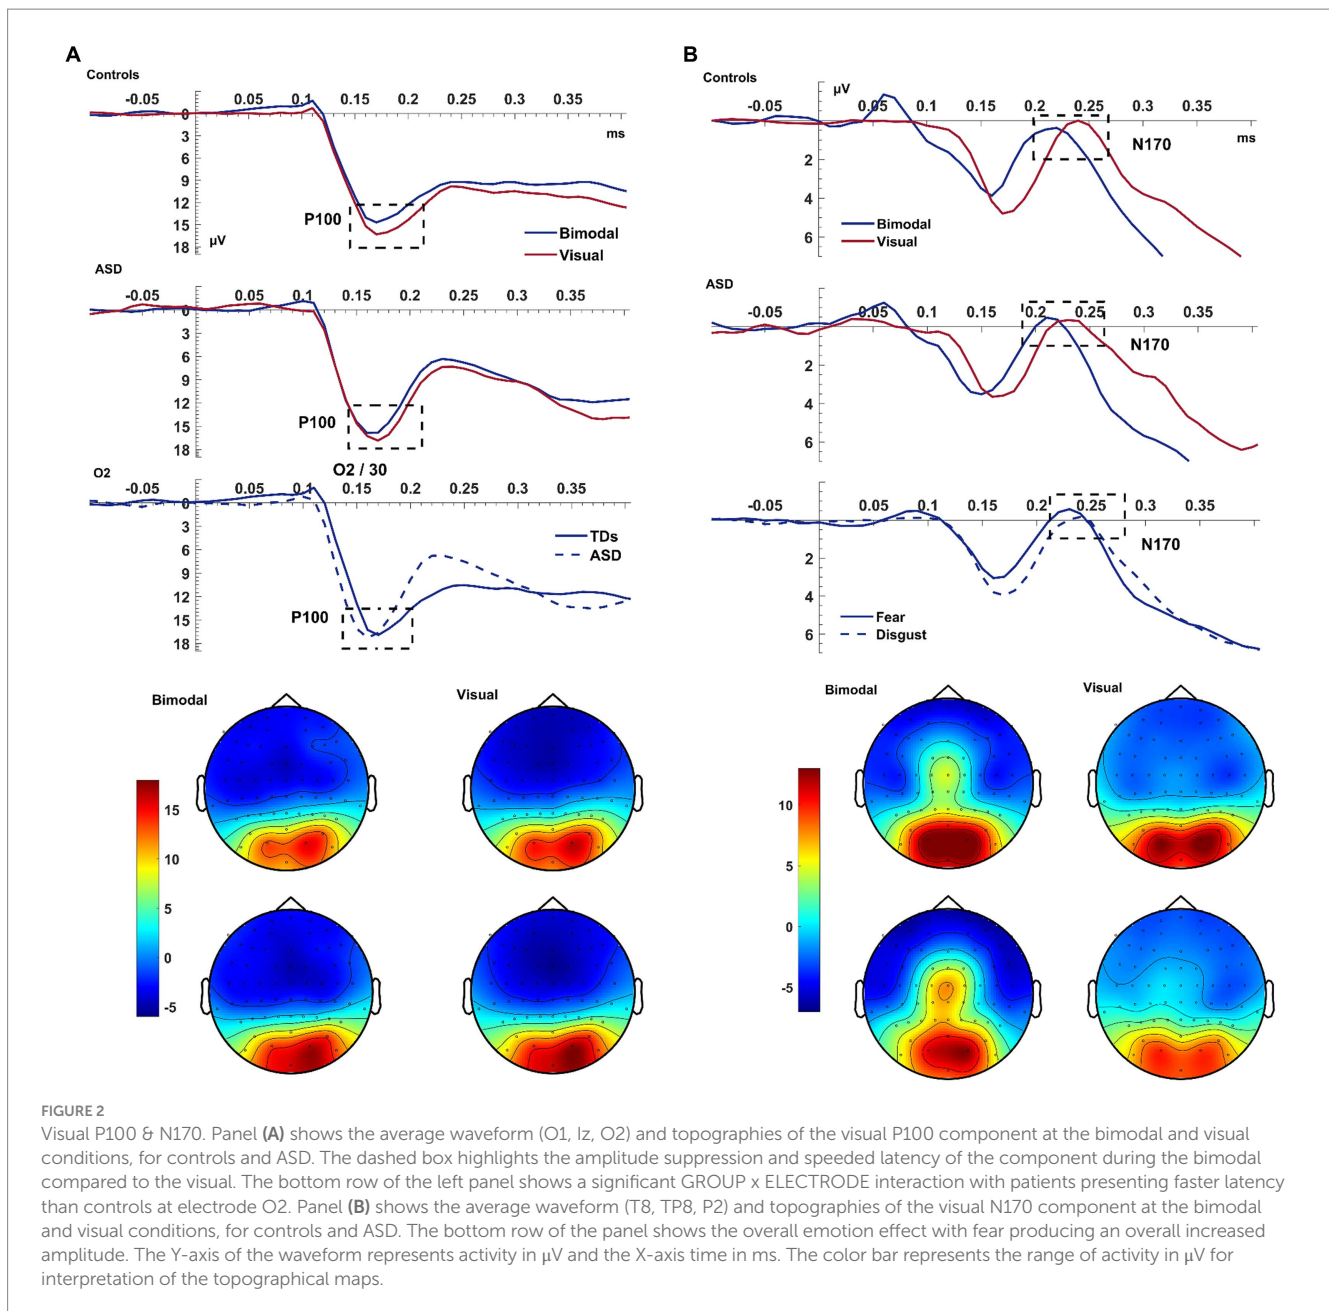 A
Controls
-0.05 0.05 0.1 0.15 0.2 0.25 0.3 0.35
ms
0
3
6
9
12
15
18
µV
P100
Bimodal
Visual
ASD
-0.05 0.05 0.1 0.15 0.2 0.25 0.3 0.35
0
6
9
12
15
18
P100
O2
O2 / 30
-0.05 0.05 0.1 0.15 0.2 0.25 0.3 0.35
0
3
6
9
12
15
18
P100
TDs
ASD
Bimodal
Visual
15
10
5
0
-5
B
Controls
µV
-0.05 0.05 0.1 0.15 0.2 0.25 0.3 0.35
ms
2
4
6
N170
Bimodal
Visual
ASD
-0.05 0.05 0.1 0.15 0.2 0.25 0.3 0.35
2
4
6
N170
-0.05 0.05 0.1 0.15 0.20 0.25 0.3 0.35
2
4
6
N170
Fear
Disgust
Bimodal
Visual
10
5
0
-5
FIGURE 2
Visual P100 & N170. Panel (A) shows the average waveform (O1, Iz, O2) and topographies of the visual P100 component at the bimodal and visual
conditions, for controls and ASD. The dashed box highlights the amplitude suppression and speeded latency of the component during the bimodal
compared to the visual. The bottom row of the left panel shows a significant GROUP x ELECTRODE interaction with patients presenting faster latency
than controls at electrode O2. Panel (B) shows the average waveform (T8, TP8, P2) and topographies of the visual N170 component at the bimodal
and visual conditions, for controls and ASD. The bottom row of the panel shows the overall emotion effect with fear producing an overall increased
amplitude. The Y-axis of the waveform represents activity in µV and the X-axis time in ms. The color bar represents the range of activity in µV for
interpretation of the topographical maps.